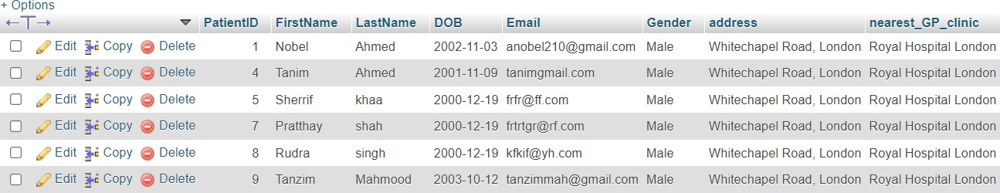 + Options
←T→ PatientID FirstName LastName DOB Email Gender address nearest_GP_clinic
Edit Copy Delete 1 Nobel Ahmed 2002-11-03 anobel210@gmail.com Male Whitechapel Road, London Royal Hospital London
Edit Copy Delete 4 Tanim Ahmed 2001-11-09 tanimgmail.com Male Whitechapel Road, London Royal Hospital London
Edit Copy Delete 5 Sherrif khaa 2000-12-19 frfr@ff.com Male Whitechapel Road, London Royal Hospital London
Edit Copy Delete 7 Pratthay shah 2000-12-19 frtrtgr@rf.com Male Whitechapel Road, London Royal Hospital London
Edit Copy Delete 8 Rudra singh 2000-12-19 kfkif@yh.com Male Whitechapel Road, London Royal Hospital London
Edit Copy Delete 9 Tanzim Mahmood 2003-10-12 tanzimmah@gmail.com Male Whitechapel Road, London Royal Hospital London